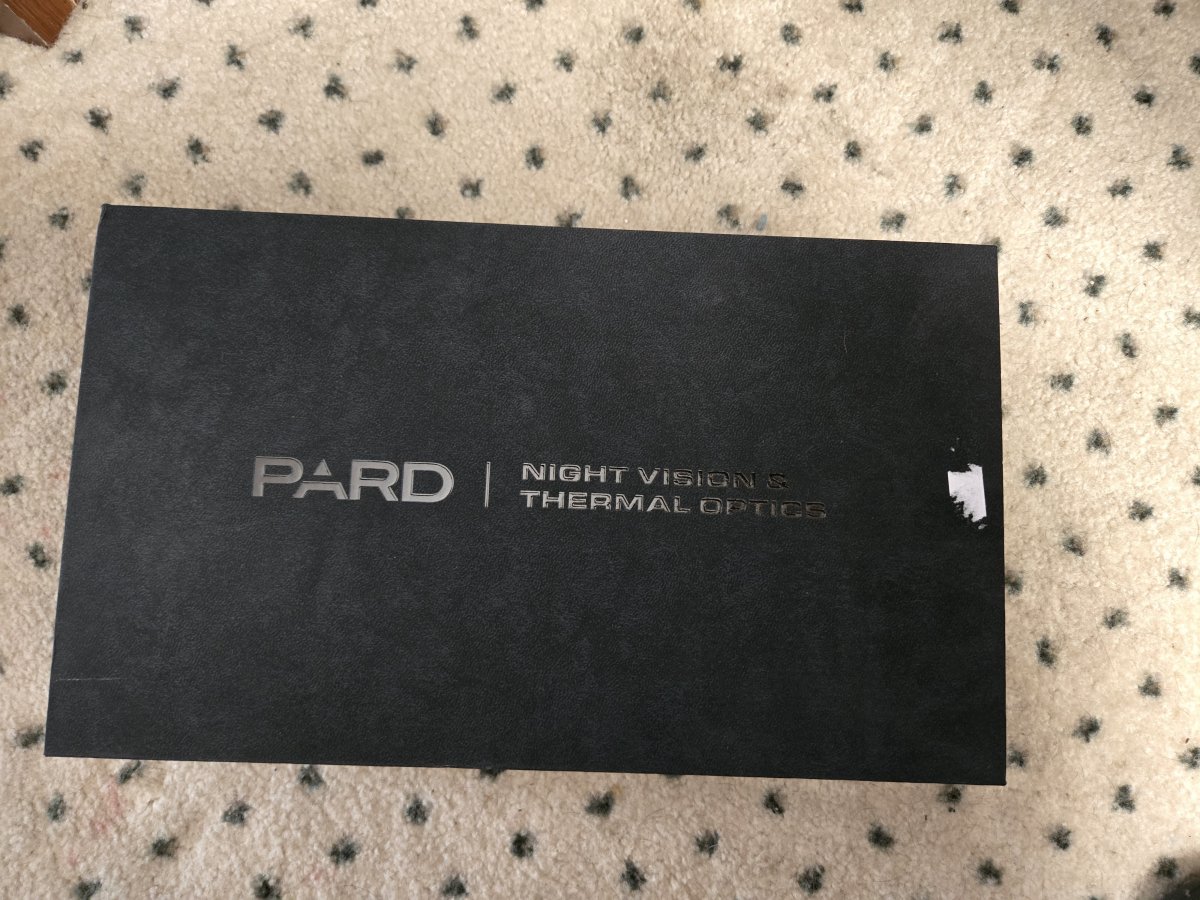 PARD
NIGHT VISION &
THERMAL OPTICS